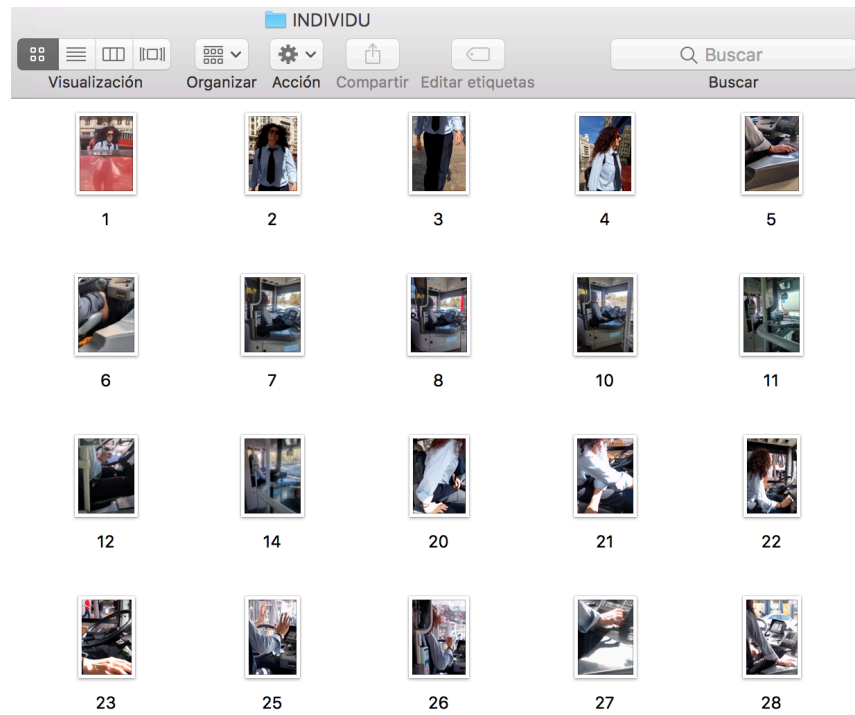 INDIVIDU
Buscar
Visualización Organizar Acción Compartir Editar etiquetas Buscar
1 2 3 4 5
6 7 8 10 11
12 14 20 21 22
23 25 26 27 28